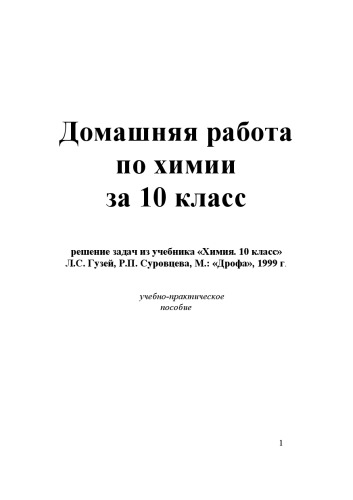 Домашняя работа
по химии
за 10 класс
решение задач из учебника «Химия. 10 класс»
Л.С. Гузей, Р.П. Суровцева, М.: «Дрофа», 1999 г.
учебно-практическое
пособие
1